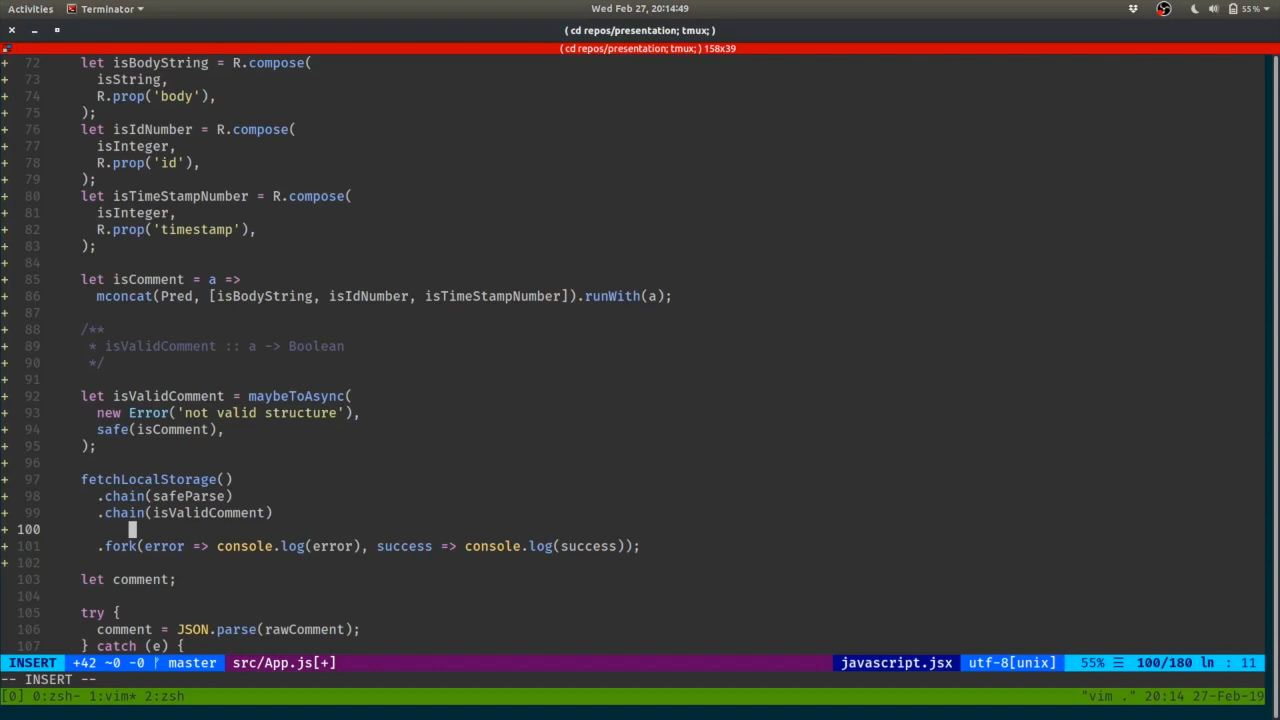 Activities Terminator Wed Feb 27, 20:14:49 55 %
( cd repos/presentation; tmux; )
( cd repos/presentation; tmux; ) 158x39
+ 72 let isBodyString = R.compose(
+ 73 isString,
+ 74 R.prop('body'),
+ 75 );
+ 76 let isIdNumber = R.compose(
+ 77 isInteger,
+ 78 R.prop('id'),
+ 79 );
+ 80 let isTimeStampNumber = R.compose(
+ 81 isInteger,
+ 82 R.prop('timestamp'),
+ 83 );
+ 84
+ 85 let isComment = a =>
+ 86 mconcat(Pred, [isBodyString, isIdNumber, isTimeStampNumber]).runWith(a);
+ 87
+ 88 /**
+ 89 * isValidComment :: a -> Boolean
+ 90 */
+ 91
+ 92 let isValidComment = maybeToAsync(
+ 93 new Error('not valid structure'),
+ 94 safe(isComment),
+ 95 );
+ 96
+ 97 fetchLocalStorage()
+ 98 .chain(safeParse)
+ 99 .chain(isValidComment)
+ 100
+ 101 .fork(error => console.log(error), success => console.log(success));
+ 102
103 let comment;
104
105 try {
106 comment = JSON.parse(rawComment);
107 } catch (e) {
INSERT +42 ~0 -0 master src/App.js[+] javascript.jsx utf-8[unix] 55% ☰ 100/180 ln : 11
-- INSERT --
[0] 0:zsh- 1:vim* 2:zsh "vim ." 20:14 27-Feb-19